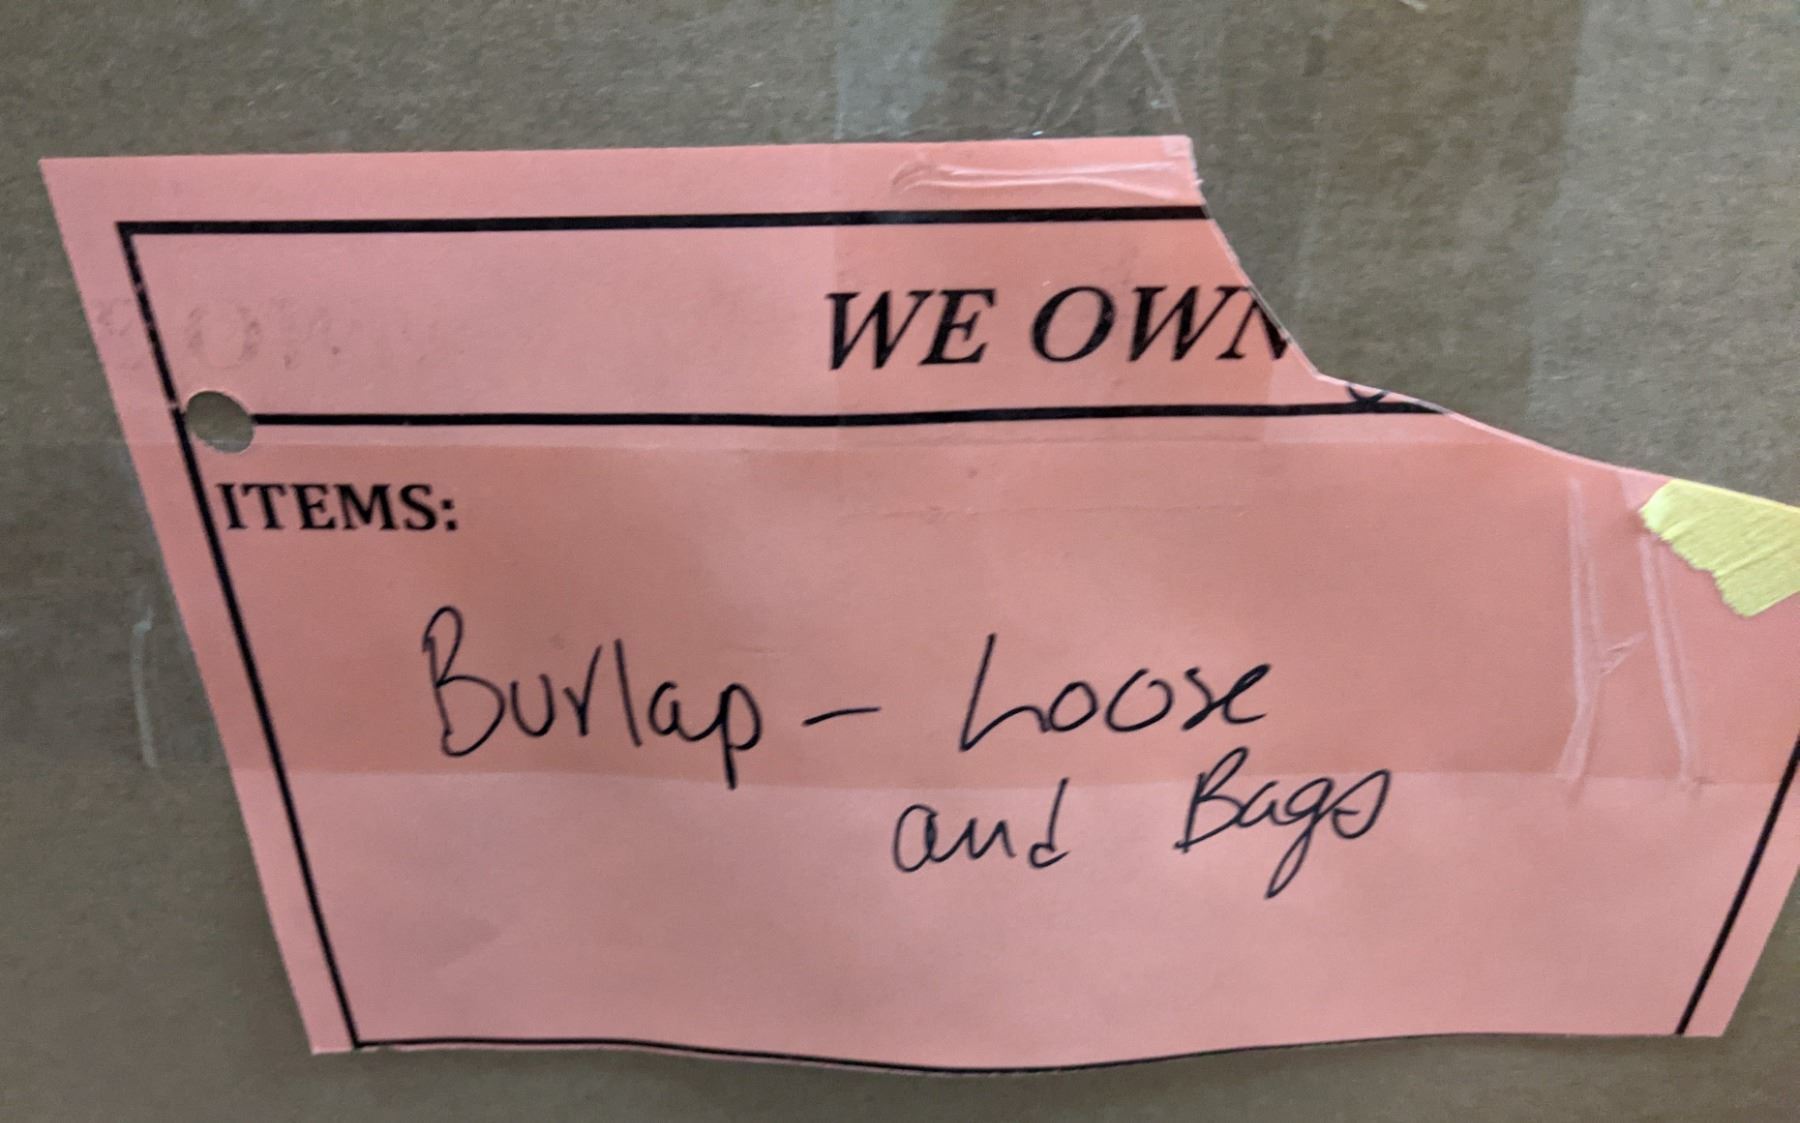 WE OWN
ITEMS:
Burlap - Loose
and Bags